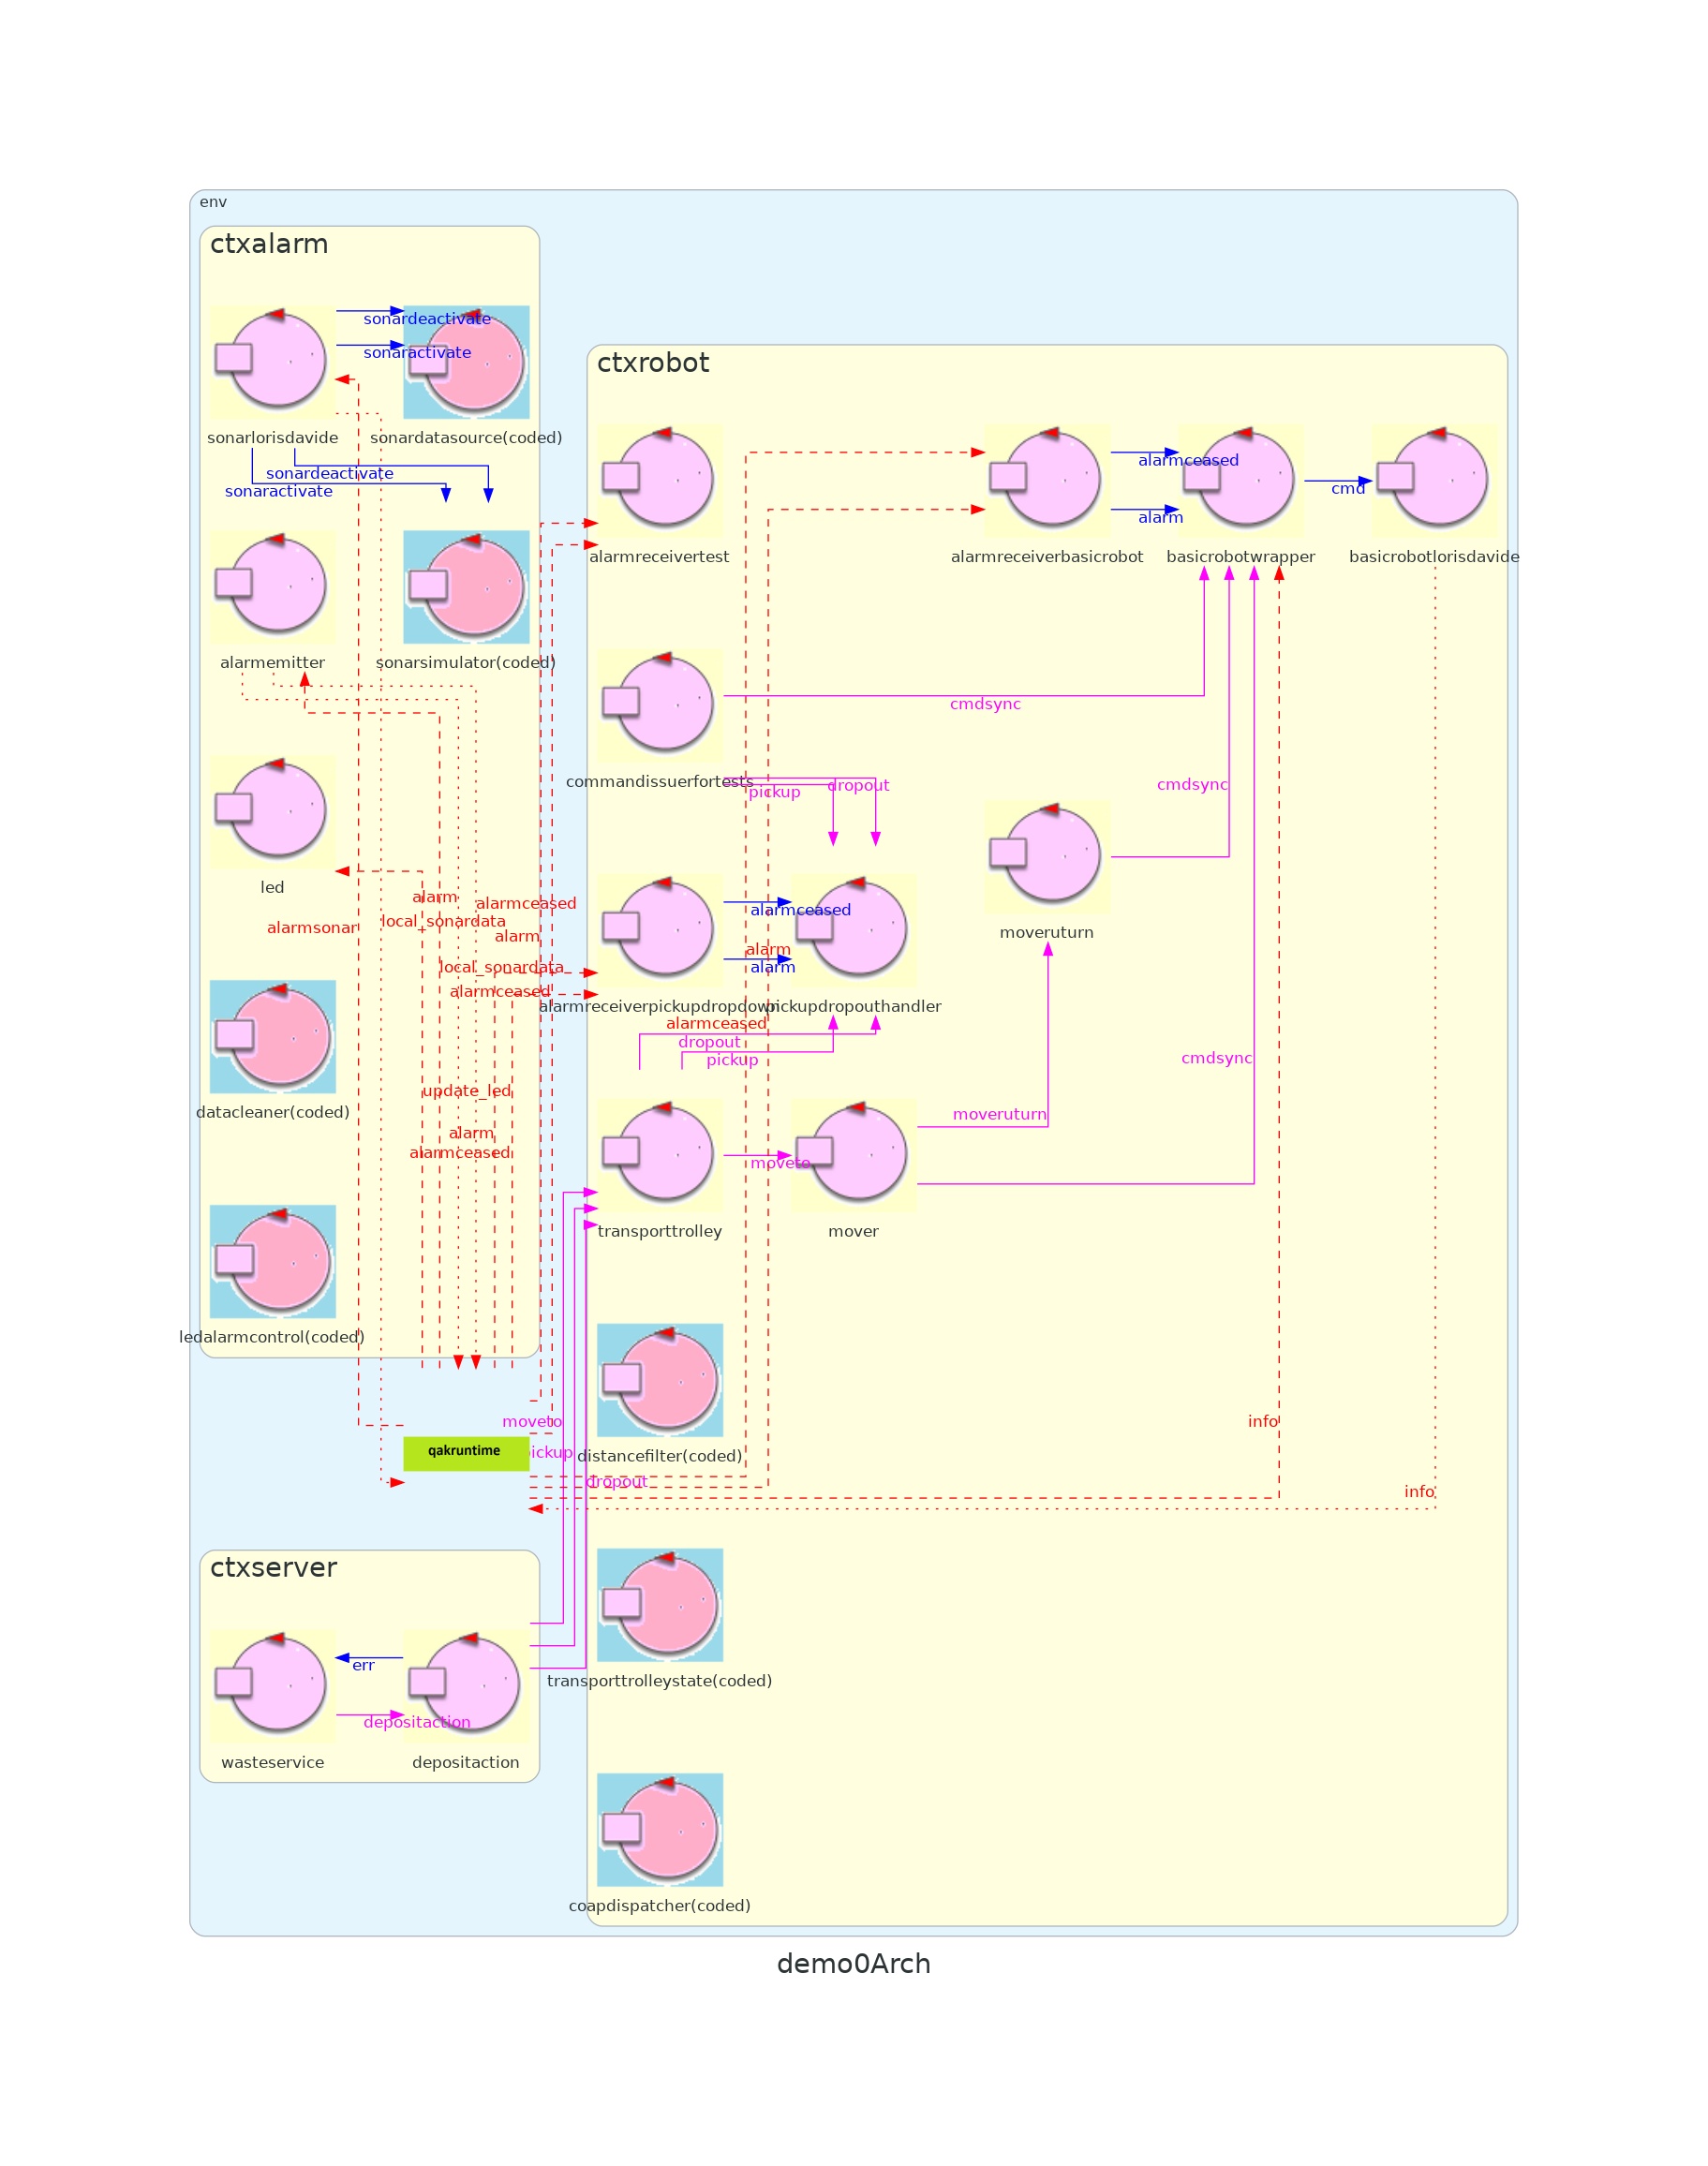 env
ctxalarm
sonardeactivate
sonaractivate
sonarlorisdavide
sonardatasource(coded)
sonardeactivate
sonaractivate
alarmemitter
sonarsimulator(coded)
led
alarm
alarmceased
local_sonardata
alarmsonar
alarm
local_sonardata
alarmceased
update_led
datacleaner(coded)
alarm
alarmceased
ledalarmcontrol(coded)
ctxrobot
alarmceased
cmd
alarm
alarmreceivertest
alarmreceiverbasicrobot
basicrobotwrapper
basicrobotlorisdavide
cmdsync
commandissuerfortests
dropout
pickup
cmdsync
alarmceased
moveruturn
alarm
alarm
alarmreceiverpickupdropdown
pickupdropouthandler
alarmceased
dropout
pickup
cmdsync
moveruturn
moveto
transporttrolley
mover
moveto
info
qakruntime
pickup
distancefilter(coded)
dropout
info
ctxserver
err
transporttrolleystate(coded)
depositaction
wasteservice
depositaction
coapdispatcher(coded)
demo0Arch